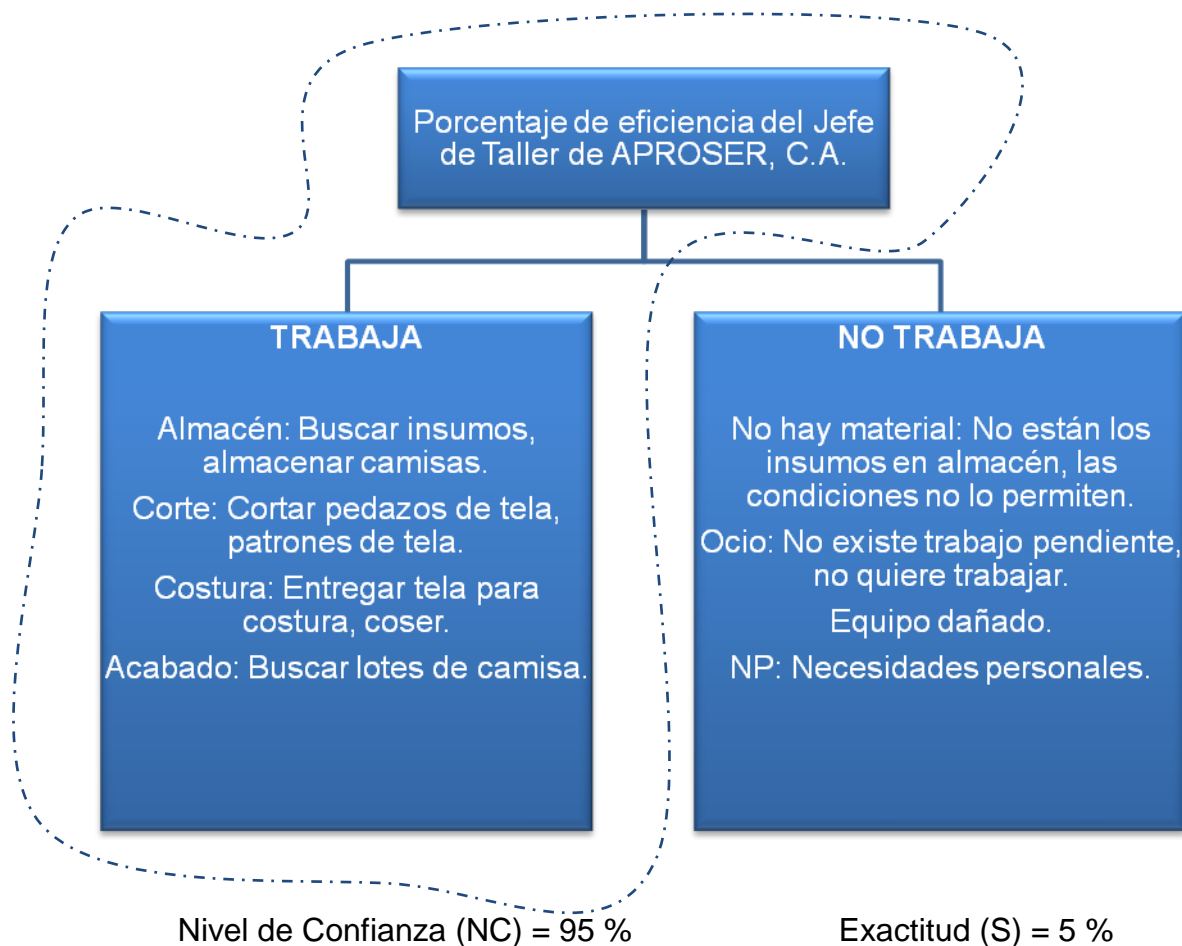 Porcentaje de eficiencia del Jefe
de Taller de APROSER, C.A.
TRABAJA
Almacén: Buscar insumos,
almacenar camisas.
Corte: Cortar pedazos de tela,
patrones de tela.
Costura: Entregar tela para
costura, coser.
Acabado: Buscar lotes de camisa.
NO TRABAJA
No hay material: No están los
insumos en almacén, las
condiciones no lo permiten.
Ocio: No existe trabajo pendiente,
no quiere trabajar.
Equipo dañado.
NP: Necesidades personales.
Nivel de Confianza (NC) = 95 %
Exactitud (S) = 5 %